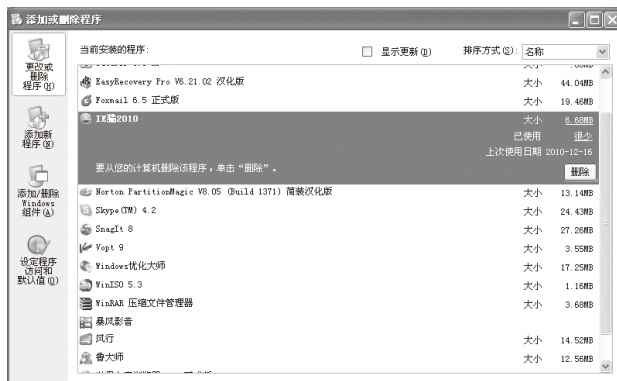 添加或删除程序
更改或
删除
程序(H)
添加新
程序(N)
添加/删除
Windows
组件(A)
设定程序
访问和
默认值(O)
当前安装的程序:
显示更新(D)
排序方式(S): 名称
EasyRecovery Pro V6.21.02 汉化版 大小 44.04MB
Foxmail 6.5 正式版 大小 19.46MB
IE猫2010 大小 6.68MB
已使用 很少
上次使用日期 2010-12-16
要从您的计算机删除该程序，单击“删除”。 删除
Norton PartitionMagic V8.05 (Build 1371) 简装汉化版 大小 13.14MB
Skype(TM) 4.2 大小 24.43MB
SnagIt 8 大小 27.26MB
Vopt 9 大小 3.55MB
Windows优化大师 大小 17.25MB
WinISO 5.3 大小 1.16MB
WinRAR 压缩文件管理器 大小 3.68MB
暴风影音
风行 大小 14.52MB
鲁大师 大小 12.56MB